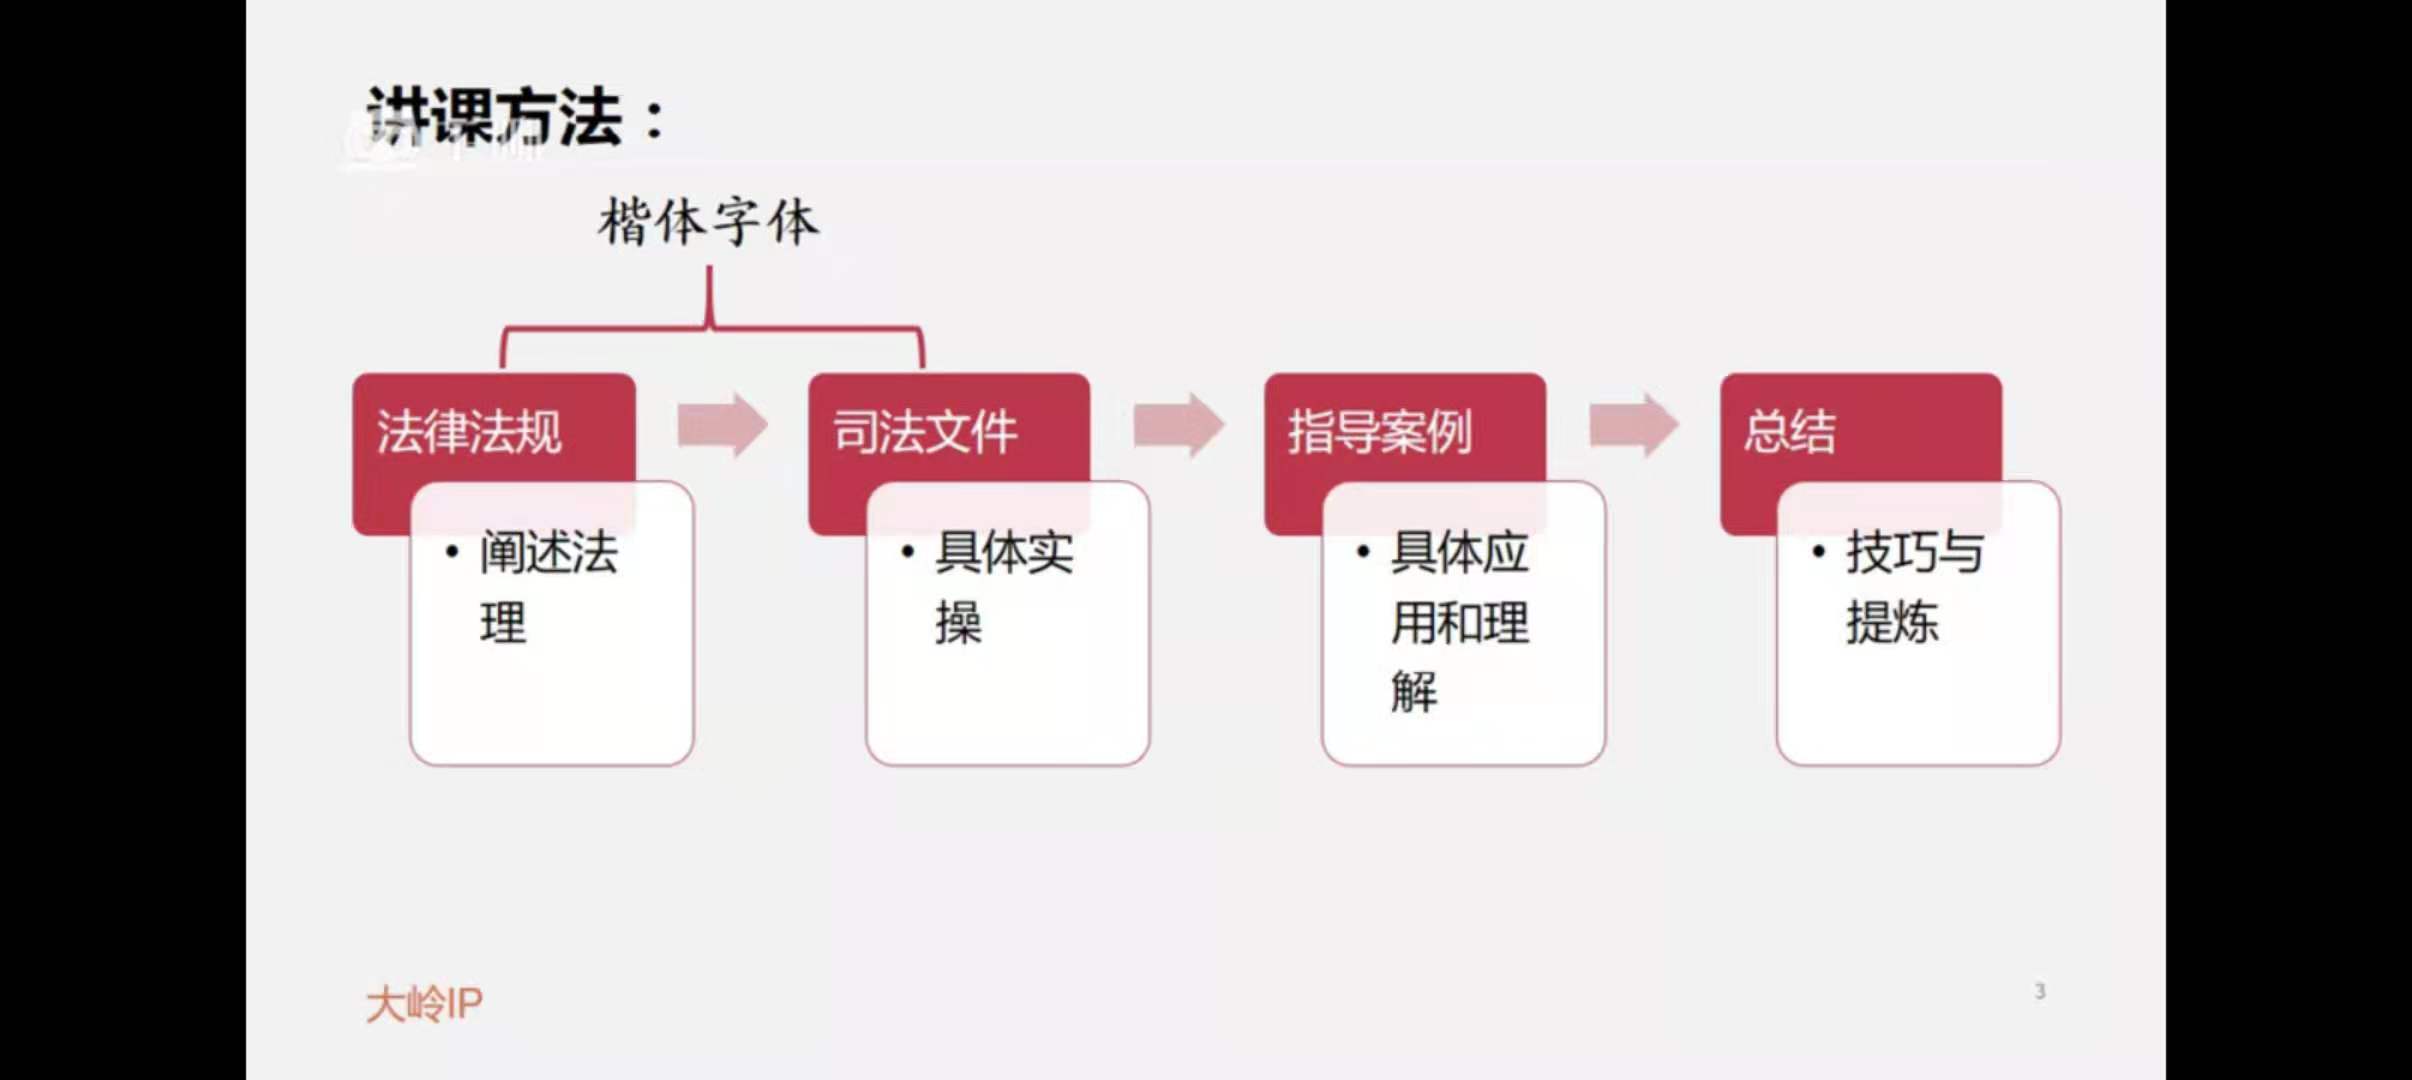 讲课方法：
楷体字体
法律法规
司法文件
指导案例
总结
• 阐述法
理
• 具体实
操
• 具体应
用和理
解
• 技巧与
提炼
大岭IP
3